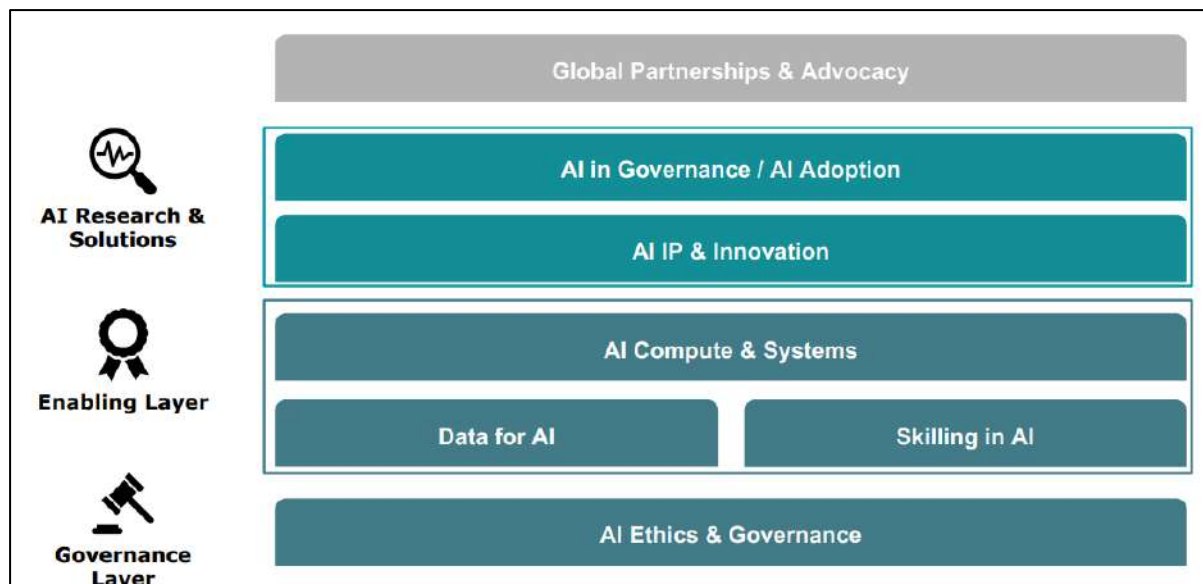 Global Partnerships & Advocacy
AI in Governance / AI Adoption
AI Research &
Solutions
AI IP & Innovation
AI Compute & Systems
Enabling Layer
Data for AI
Skilling in AI
AI Ethics & Governance
Governance
Layer